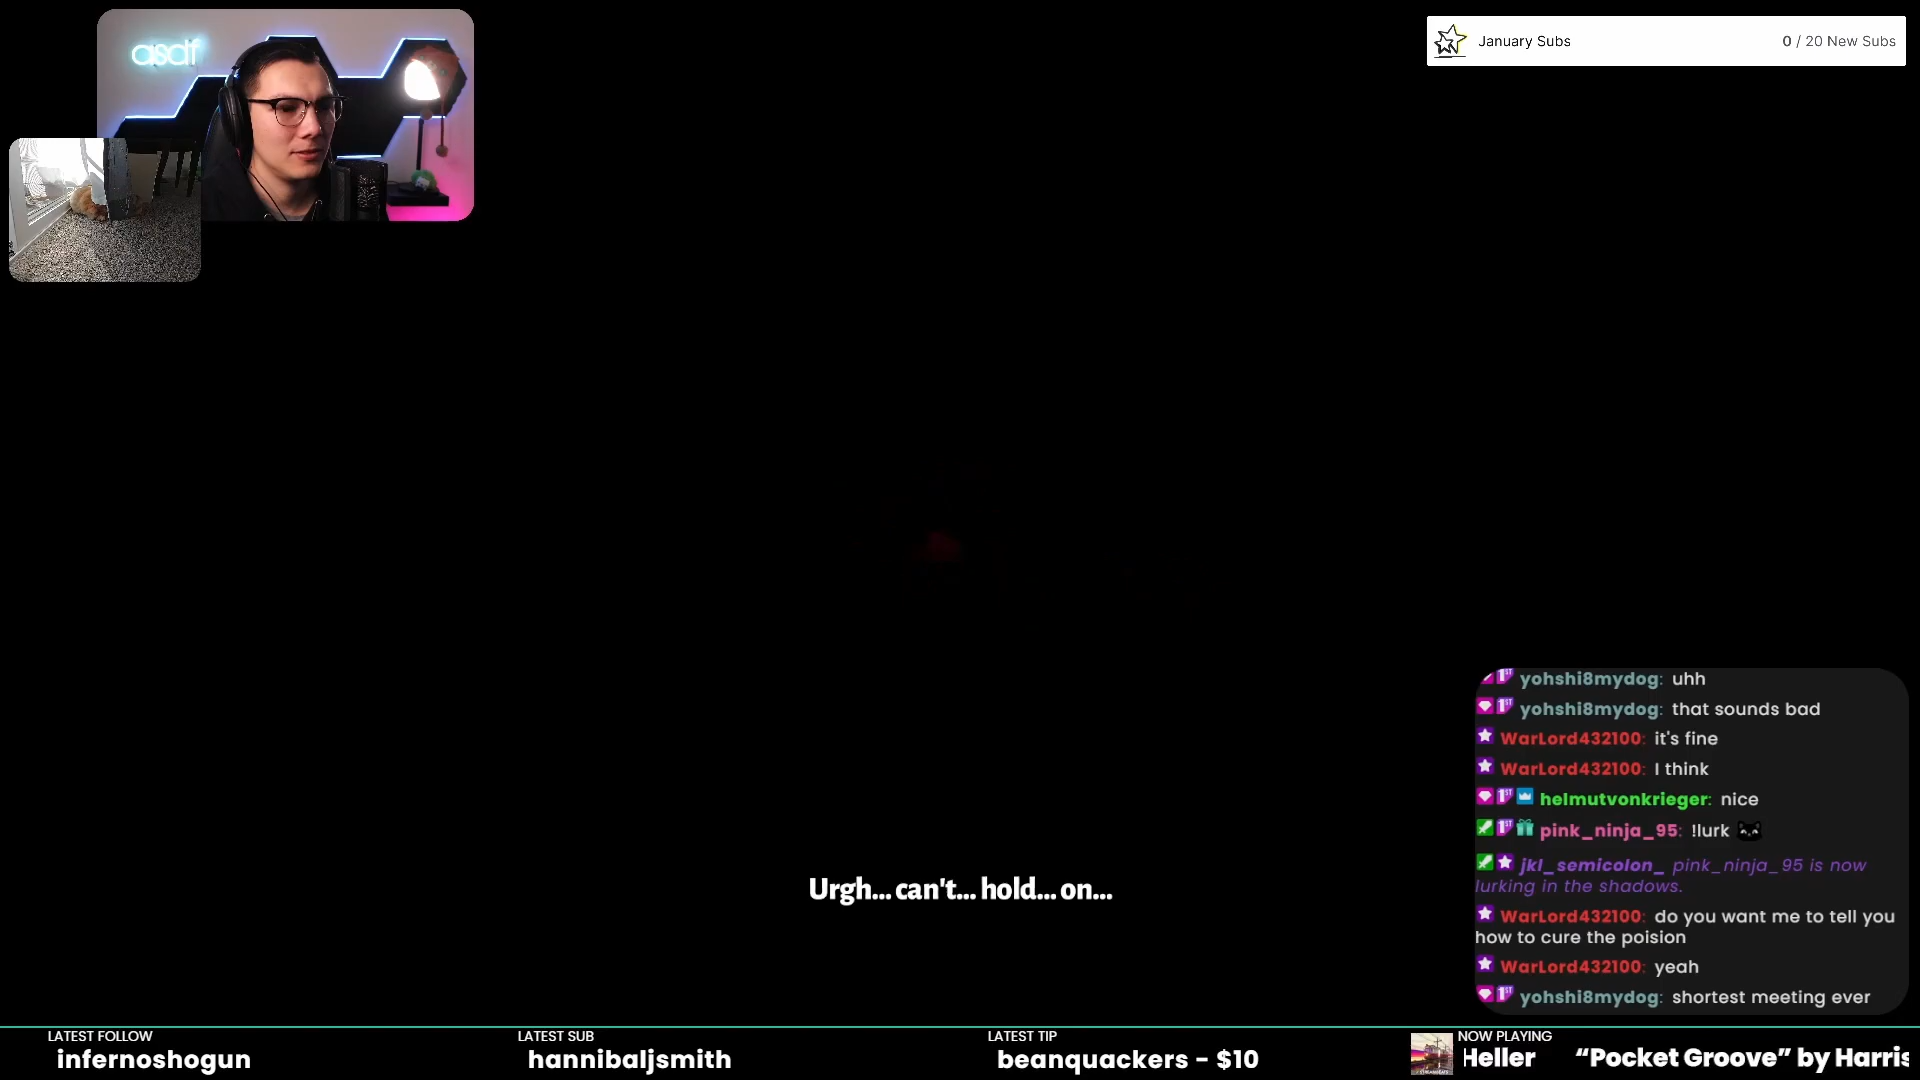 asdf
January Subs
0 / 20 New Subs
yohshi8mydog: uhh
yohshi8mydog: that sounds bad
WarLord432100: it's fine
WarLord432100: I think
helmutvonkrieger: nice
pink_ninja_95: !lurk
jkl_semicolon_ pink_ninja_95 is now
lurking in the shadows.
WarLord432100: do you want me to tell you
how to cure the poision
WarLord432100: yeah
yohshi8mydog: shortest meeting ever
Urgh... can't... hold... on...
LATEST FOLLOW
infernoshogun
LATEST SUB
hannibaljsmith
LATEST TIP
beanquackers - $10
NOW PLAYING
Heller “Pocket Groove” by Harris